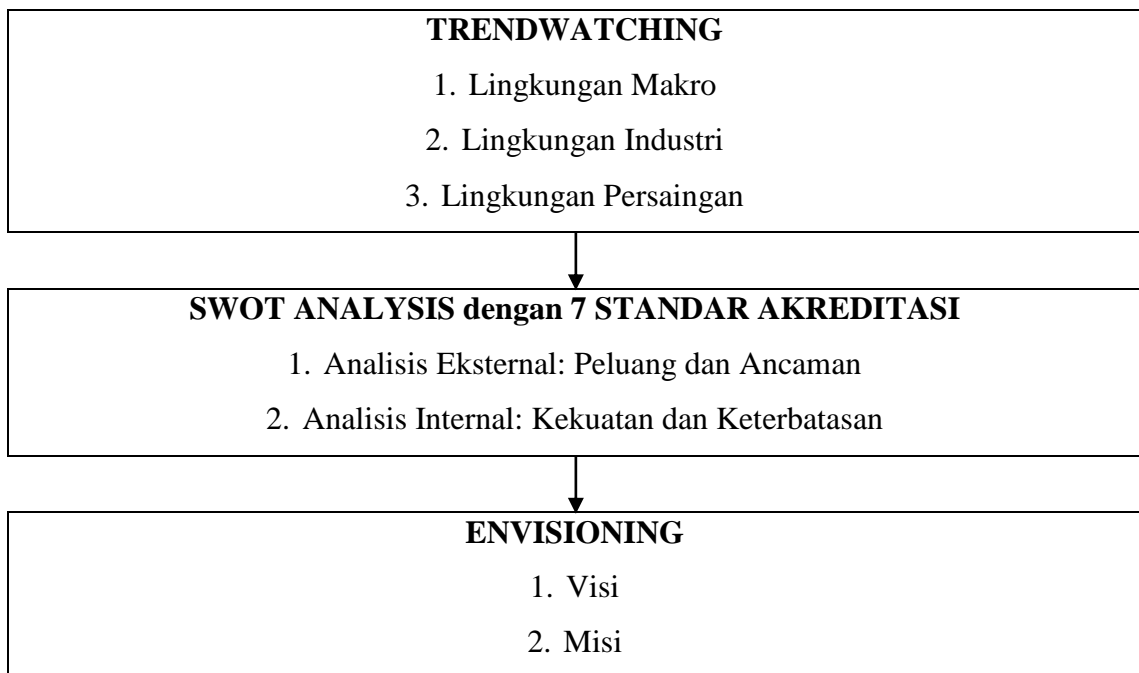 TRENDWATCHING
1. Lingkungan Makro
2. Lingkungan Industri
3. Lingkungan Persaingan
SWOT ANALYSIS dengan 7 STANDAR AKREDITASI
1. Analisis Eksternal: Peluang dan Ancaman
2. Analisis Internal: Kekuatan dan Keterbatasan
ENVISIONING
1. Visi
2. Misi